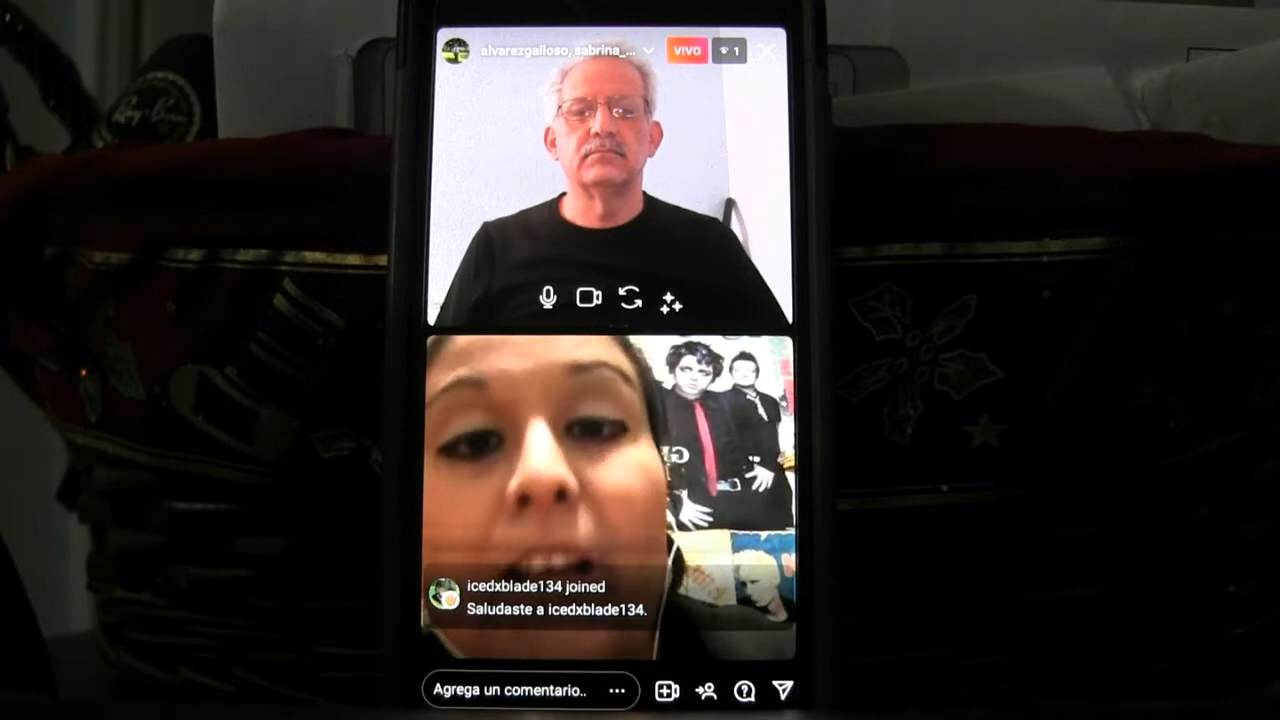 alvarezgalloso, sabrina_...
VIVO
1
icedxblade134 joined
Saludaste a icedxblade134.
Agrega un comentario..